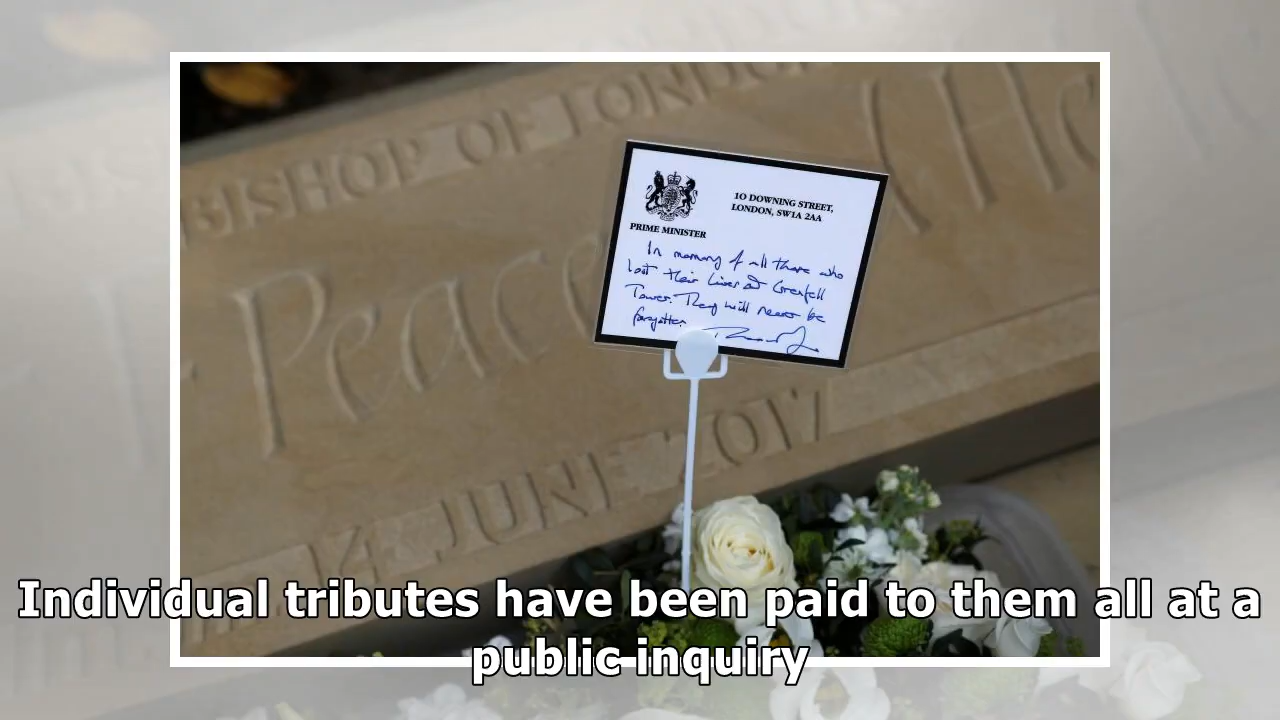 BISHOP OF LONDON
(He
Peace
10 DOWNING STREET,
LONDON, SW1A 2AA
PRIME MINISTER
In memory of all those who
lost their lives at Grenfell
Tower. They will never be
forgotten.
14 JUNE 2017
Individual tributes have been paid to them all at a
public inquiry